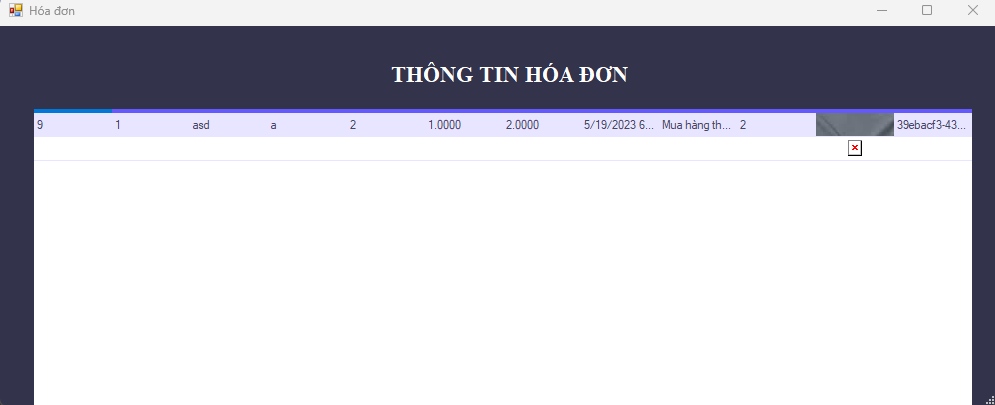 Hóa đơn
THÔNG TIN HÓA ĐƠN
9 1 asd a 2 1.0000 2.0000 5/19/2023 6... Mua hàng th... 2 39ebacf3-43...